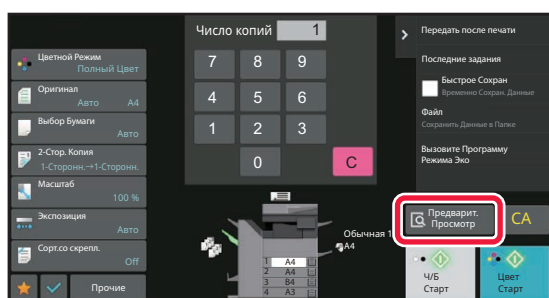 Число копий 1
Передать после печати
Последние задания
Быстрое Сохран
Временно Сохран. Данные
Файл
Сохранить Данные в Папке
Вызовите Программу
Режима Эко
Цветной Режим
Полный Цвет
Оригинал
Авто A4
Выбор Бумаги
Авто
2-Стор. Копия
1-Сторонн.→1-Сторонн.
Масштаб
100 %
Экспозиция
Авто
Сорт.со скрепл.
Off
Прочие
7 8 9
4 5 6
1 2 3
0 C
Обычная 1
A4
1 A4
2 A4
3 B4
4 A3
Предварит.
Просмотр
CA
Ч/Б
Старт
Цвет
Старт